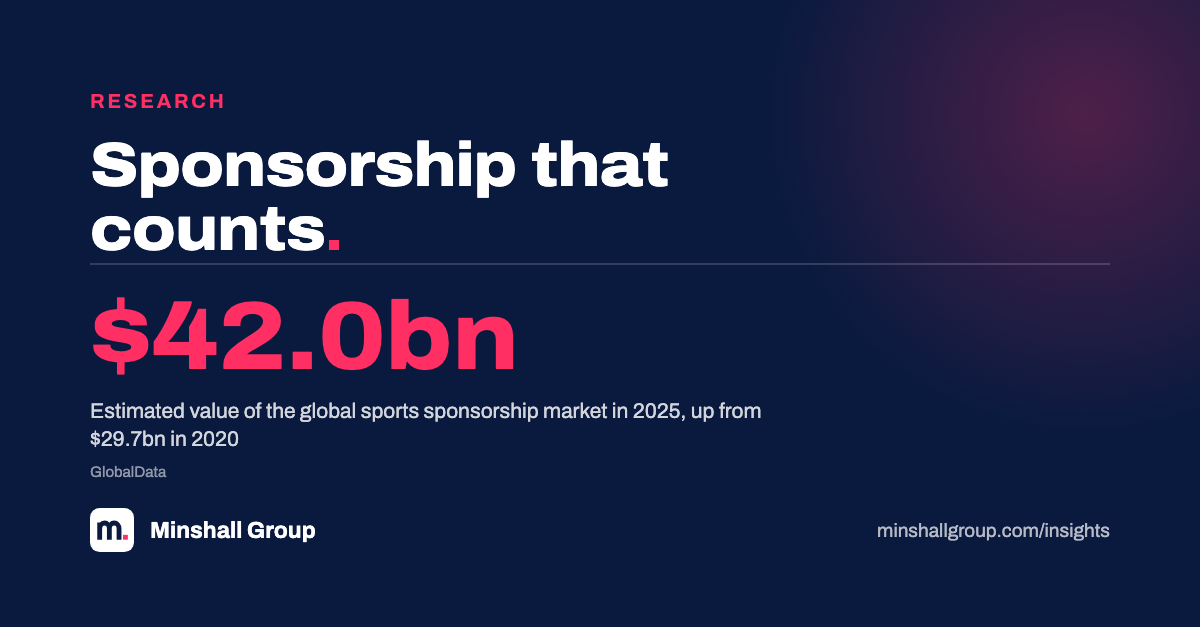 RESEARCH
Sponsorship that
counts.
$42.0bn
Estimated value of the global sports sponsorship market in 2025, up from
$29.7bn in 2020
GlobalData
m. Minshall Group
minshallgroup.com/insights